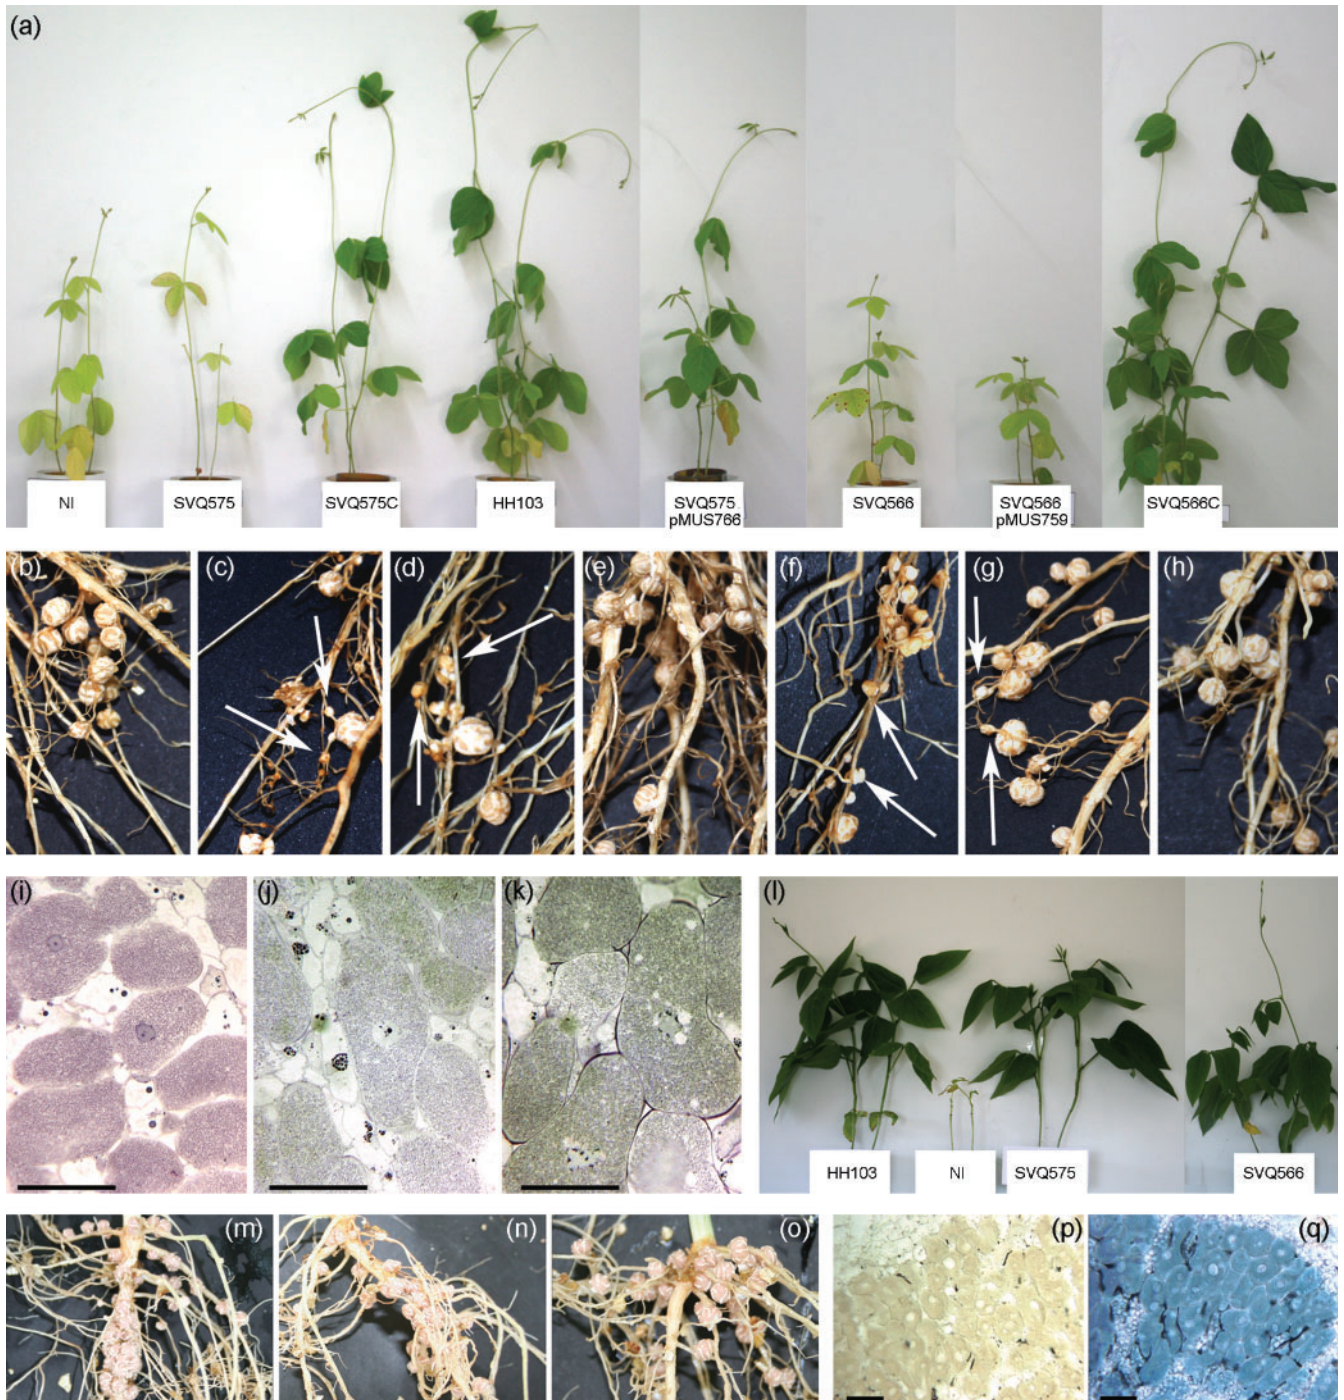 (a)
NI
SVQ575
SVQ575C
HH103
SVQ575
pMUS766
SVQ566
SVQ566
pMUS759
SVQ566C
(b)
(c)
(d)
(e)
(f)
(g)
(h)
(i)
(j)
(k)
(l)
HH103
NI
SVQ575
SVQ566
(m)
(n)
(o)
(p)
(q)